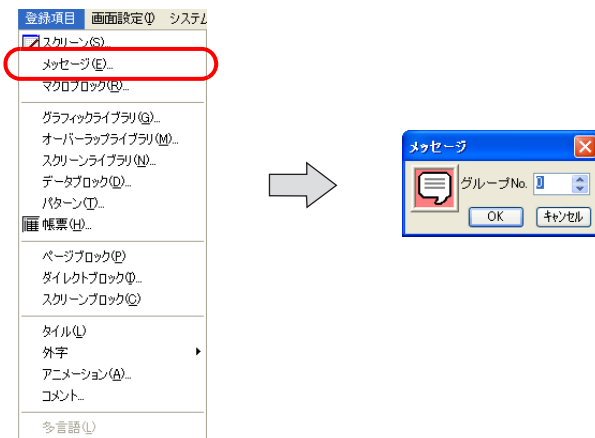 登録項目 画面設定(I) システム
スクリーン(S)...
メッセージ(E)...
マクロブロック(R)...
グラフィックライブラリ(G)...
オーバーラップライブラリ(M)...
スクリーンライブラリ(N)...
データブロック(D)...
パターン(T)...
帳票(H)...
ページブロック(P)
ダイレクトブロック(I)...
スクリーンブロック(C)
タイル(L)
外字
アニメーション(A)...
コメント...
多言語(L)
メッセージ
グループNo. 0
OK キャンセル